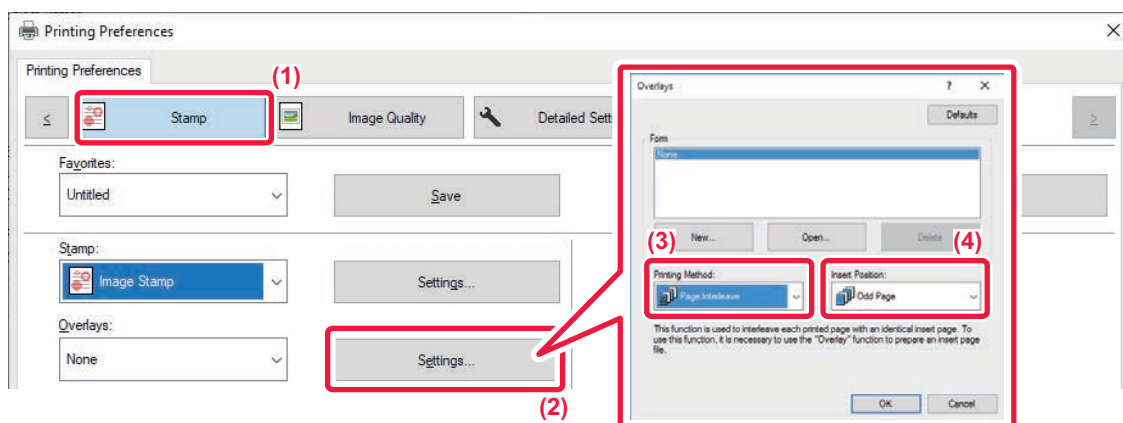 Printing Preferences
Printing Preferences
(1)
< Stamp Image Quality Detailed Sett >
Favorites:
Untitled Save
Stamp:
Image Stamp Settings...
Overlays:
None Settings...
(2)
Overlays ? ×
Defaults
Form
None
New... Open... Delete
(3) (4)
Printing Method: Insert Position:
Page Interleave Odd Page
This function is used to interleave each printed page with an identical insert page. To
use this function, it is necessary to use the "Overlay" function to prepare an insert page
file.
OK Cancel